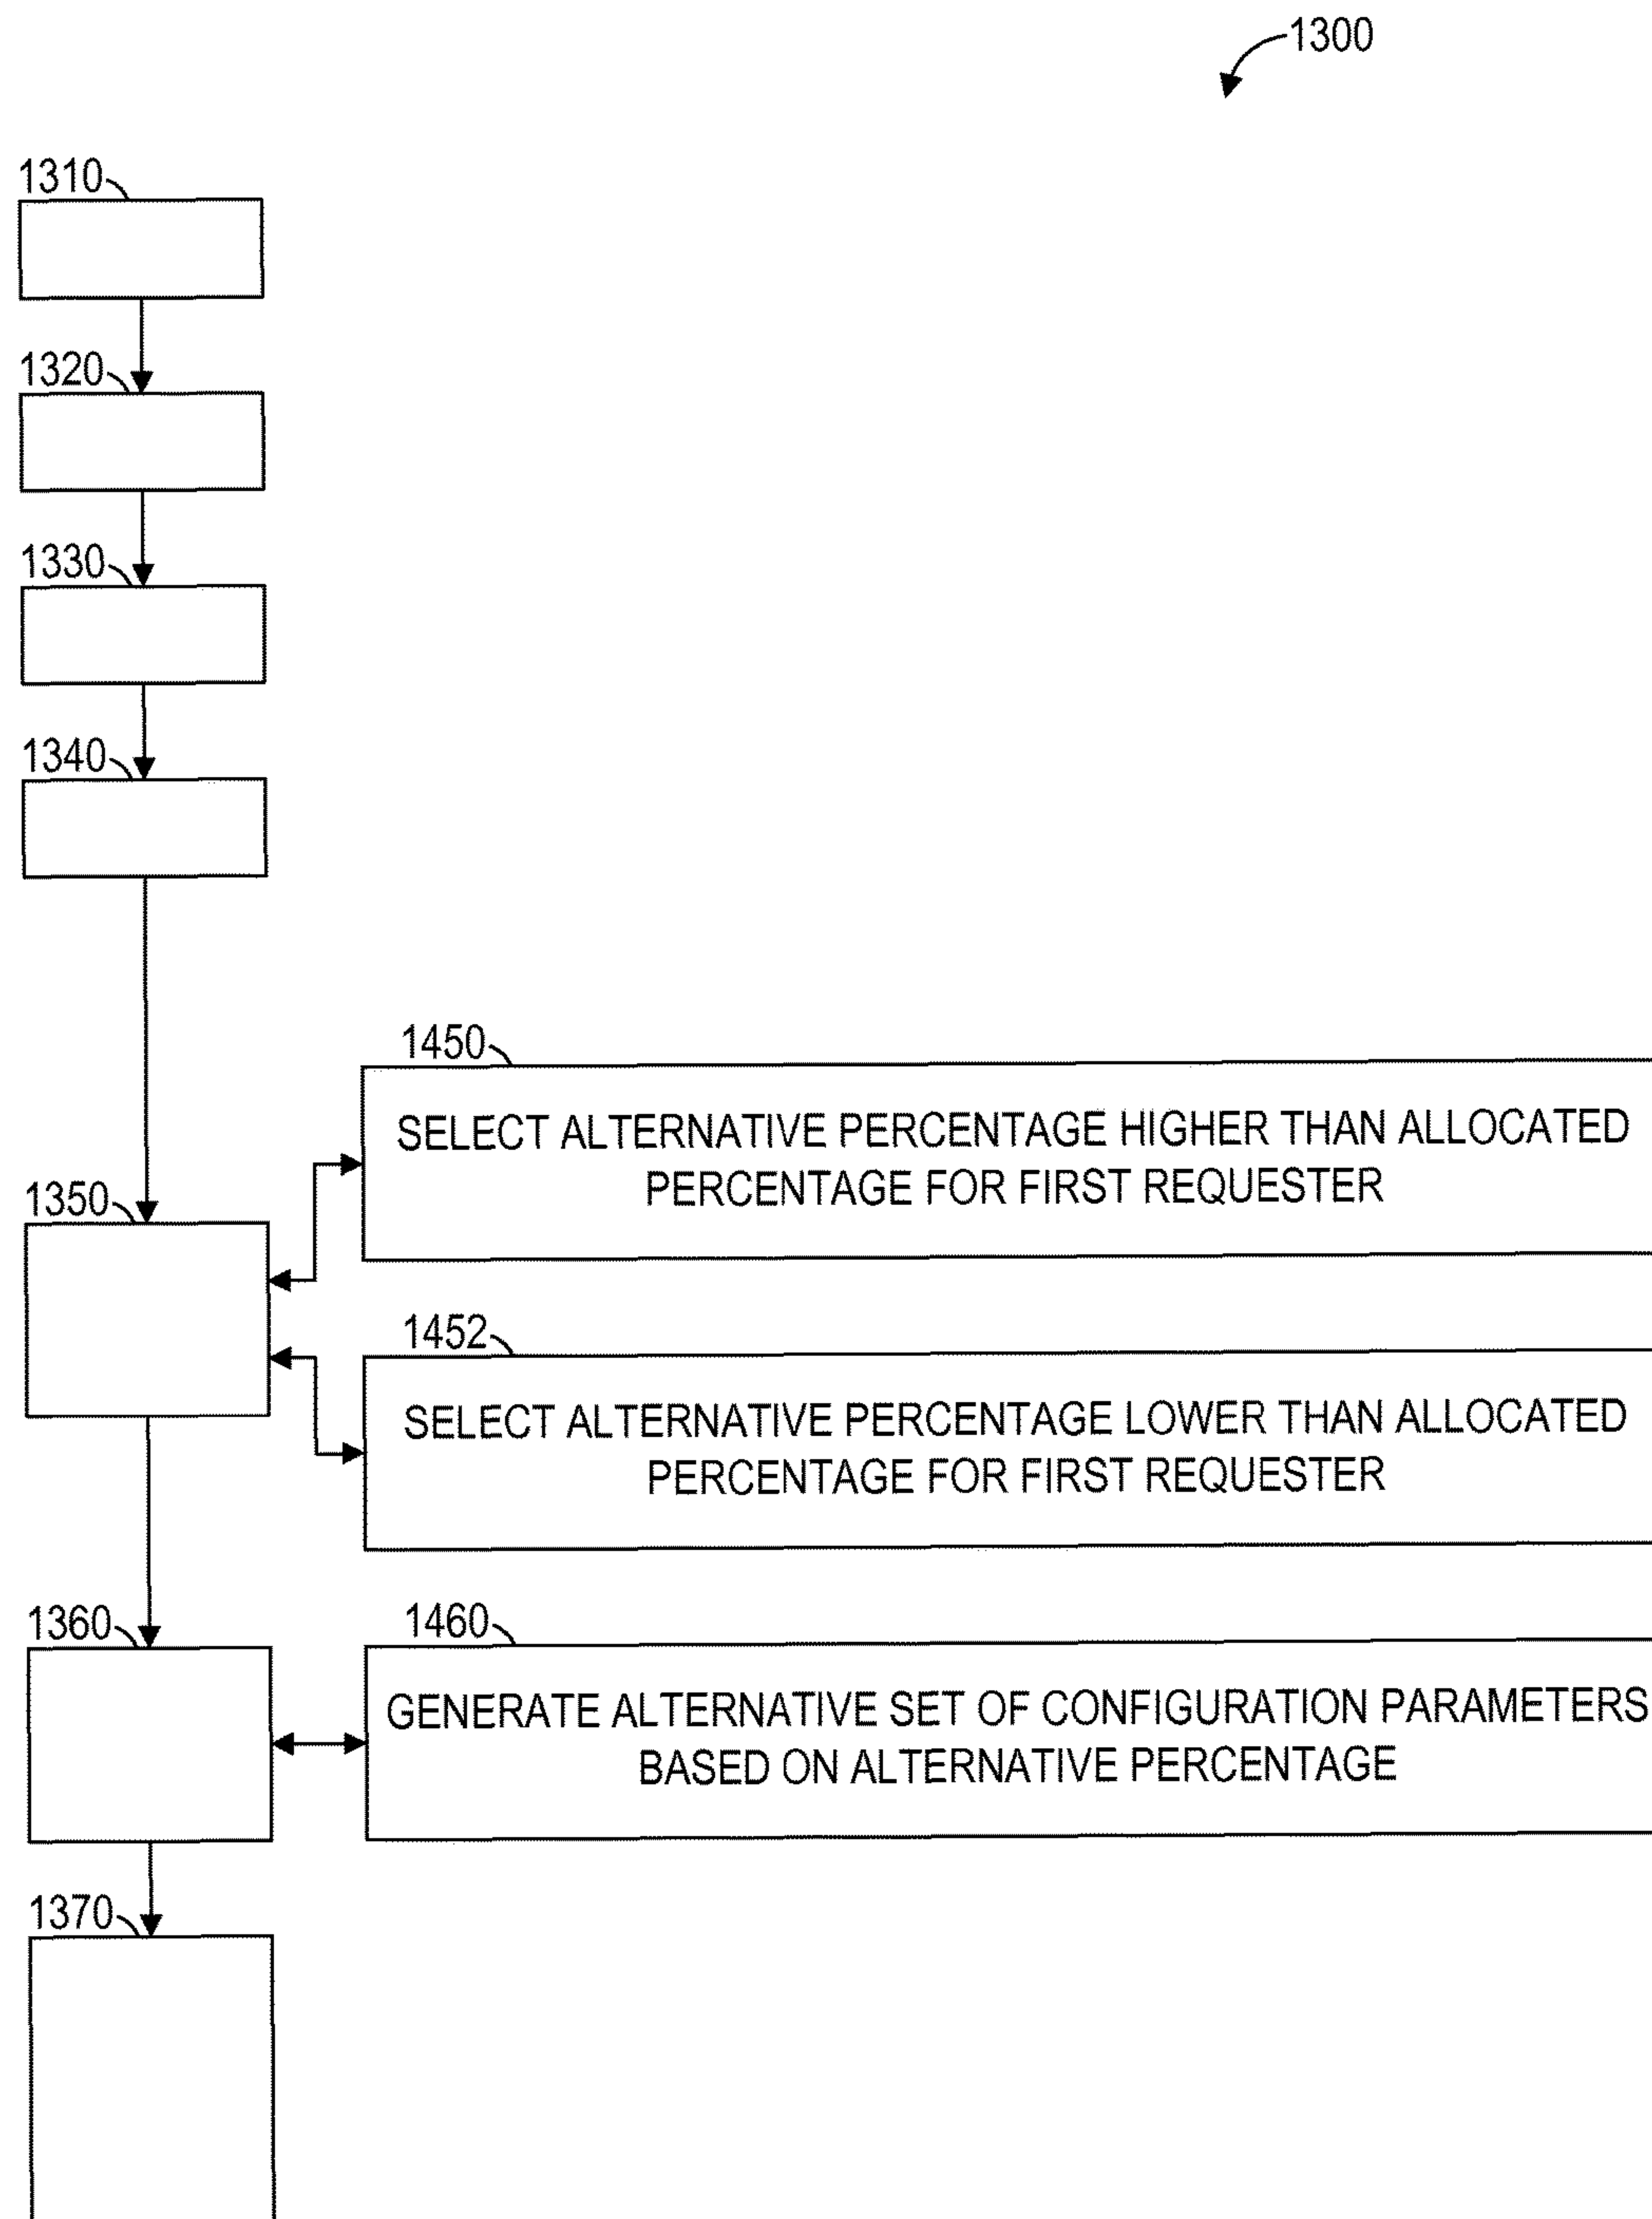 1300
1310
1320
1330
1340
1450
SELECT ALTERNATIVE PERCENTAGE HIGHER THAN ALLOCATED
PERCENTAGE FOR FIRST REQUESTER
1350
1452
SELECT ALTERNATIVE PERCENTAGE LOWER THAN ALLOCATED
PERCENTAGE FOR FIRST REQUESTER
1360
1460
GENERATE ALTERNATIVE SET OF CONFIGURATION PARAMETERS
BASED ON ALTERNATIVE PERCENTAGE
1370